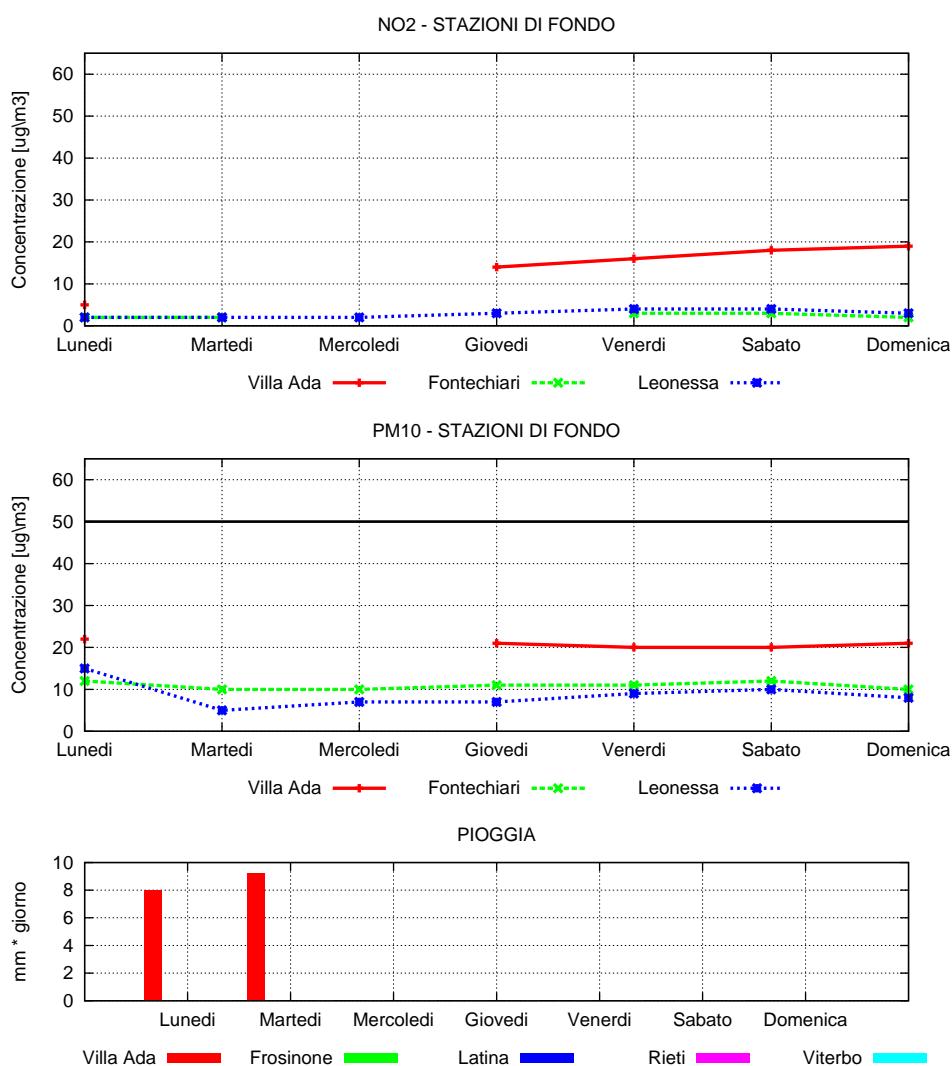 NO2 - STAZIONI DI FONDO
Concentrazione [ug\m3]
60
50
40
30
20
10
0
Lunedi Martedi Mercoledi Giovedi Venerdi Sabato Domenica
Villa Ada Fontechiari Leonessa
PM10 - STAZIONI DI FONDO
Concentrazione [ug\m3]
60
50
40
30
20
10
0
Lunedi Martedi Mercoledi Giovedi Venerdi Sabato Domenica
Villa Ada Fontechiari Leonessa
PIOGGIA
mm * giorno
10
8
6
4
2
0
Lunedi Martedi Mercoledi Giovedi Venerdi Sabato Domenica
Villa Ada Frosinone Latina Rieti Viterbo